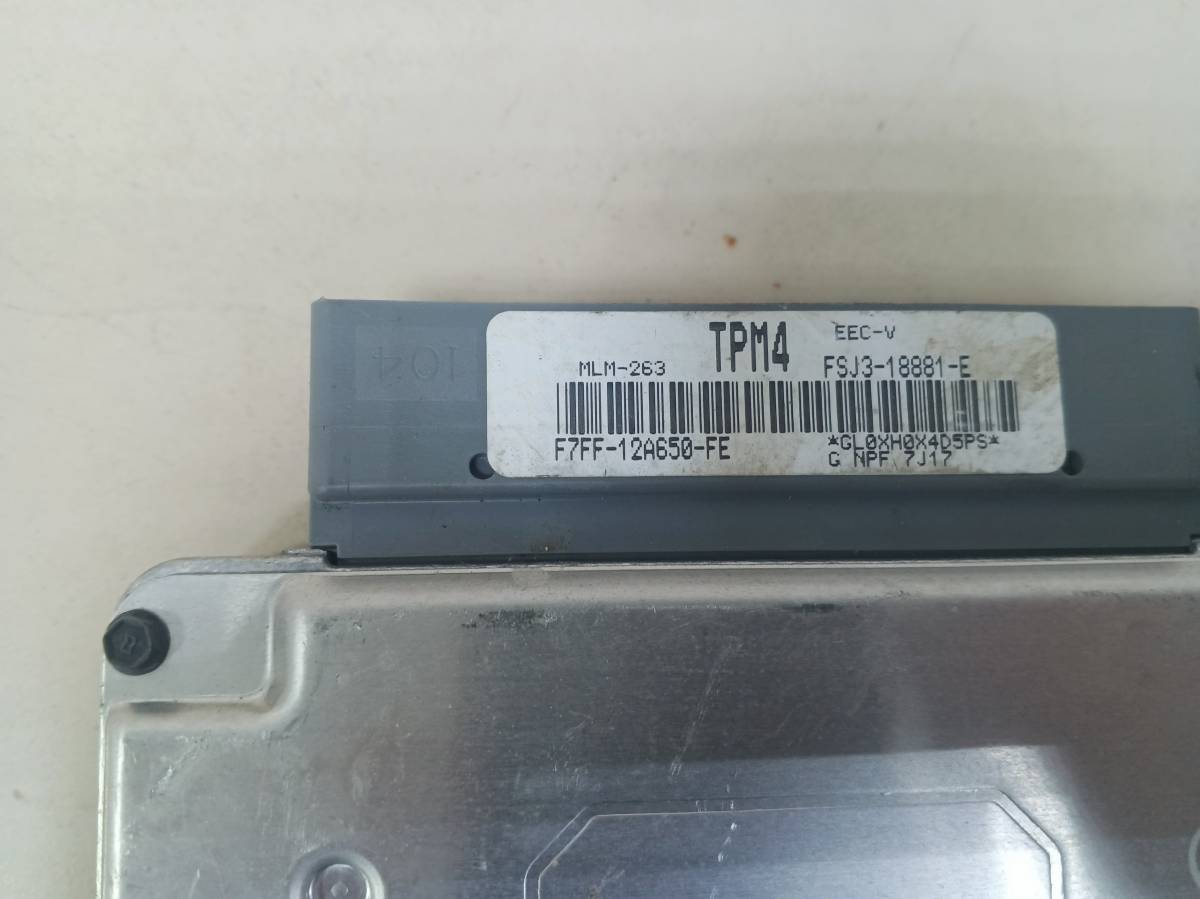 TPM4 EEC-V
MLM-263 FSJ3-18881-E
F7FF-12A650-FE *GL0XH0X4D5PS*
G NPF 7J17
104